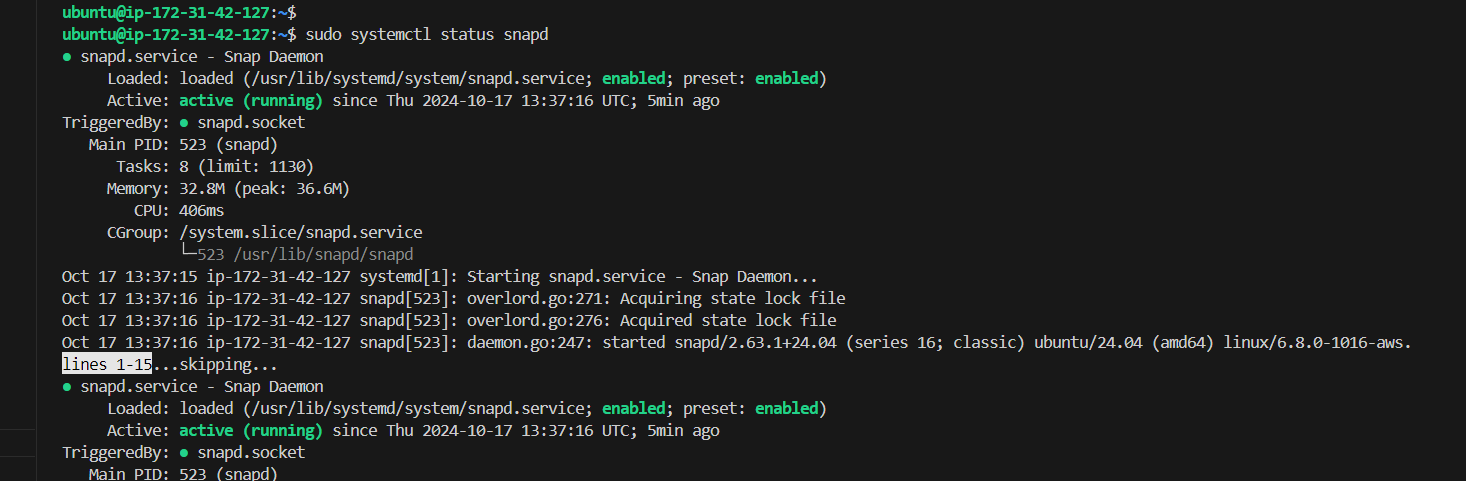 ubuntu@ip-172-31-42-127:~$
ubuntu@ip-172-31-42-127:~$ sudo systemctl status snapd
● snapd.service - Snap Daemon
     Loaded: loaded (/usr/lib/systemd/system/snapd.service; enabled; preset: enabled)
     Active: active (running) since Thu 2024-10-17 13:37:16 UTC; 5min ago
TriggeredBy: ● snapd.socket
   Main PID: 523 (snapd)
      Tasks: 8 (limit: 1130)
     Memory: 32.8M (peak: 36.6M)
        CPU: 406ms
     CGroup: /system.slice/snapd.service
             └─523 /usr/lib/snapd/snapd
Oct 17 13:37:15 ip-172-31-42-127 systemd[1]: Starting snapd.service - Snap Daemon...
Oct 17 13:37:16 ip-172-31-42-127 snapd[523]: overlord.go:271: Acquiring state lock file
Oct 17 13:37:16 ip-172-31-42-127 snapd[523]: overlord.go:276: Acquired state lock file
Oct 17 13:37:16 ip-172-31-42-127 snapd[523]: daemon.go:247: started snapd/2.63.1+24.04 (series 16; classic) ubuntu/24.04 (amd64) linux/6.8.0-1016-aws.
lines 1-15...skipping...
● snapd.service - Snap Daemon
     Loaded: loaded (/usr/lib/systemd/system/snapd.service; enabled; preset: enabled)
     Active: active (running) since Thu 2024-10-17 13:37:16 UTC; 5min ago
TriggeredBy: ● snapd.socket
   Main PID: 523 (snapd)